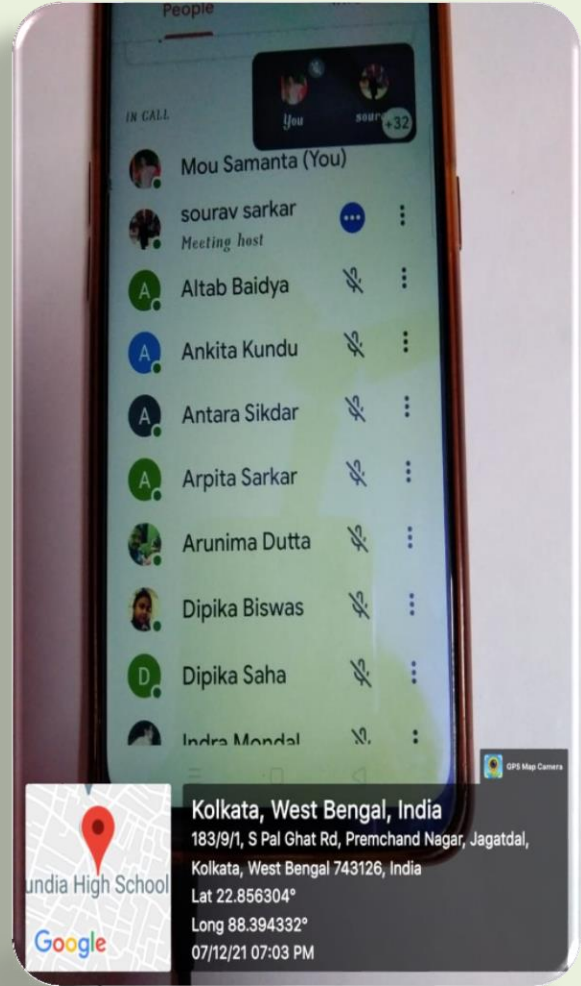 People
IN CALL
You
+32
Mou Samanta (You)
sourav sarkar
Meeting host
A
Altab Baidya
A
Ankita Kundu
A
Antara Sikdar
A
Arpita Sarkar
Arunima Dutta
Dipika Biswas
D
Dipika Saha
Indra Mondal
GPS Map Camera
undia High School
Google
Kolkata, West Bengal, India
183/9/1, S Pal Ghat Rd, Premchand Nagar, Jagatdal,
Kolkata, West Bengal 743126, India
Lat 22.856304°
Long 88.394332°
07/12/21 07:03 PM